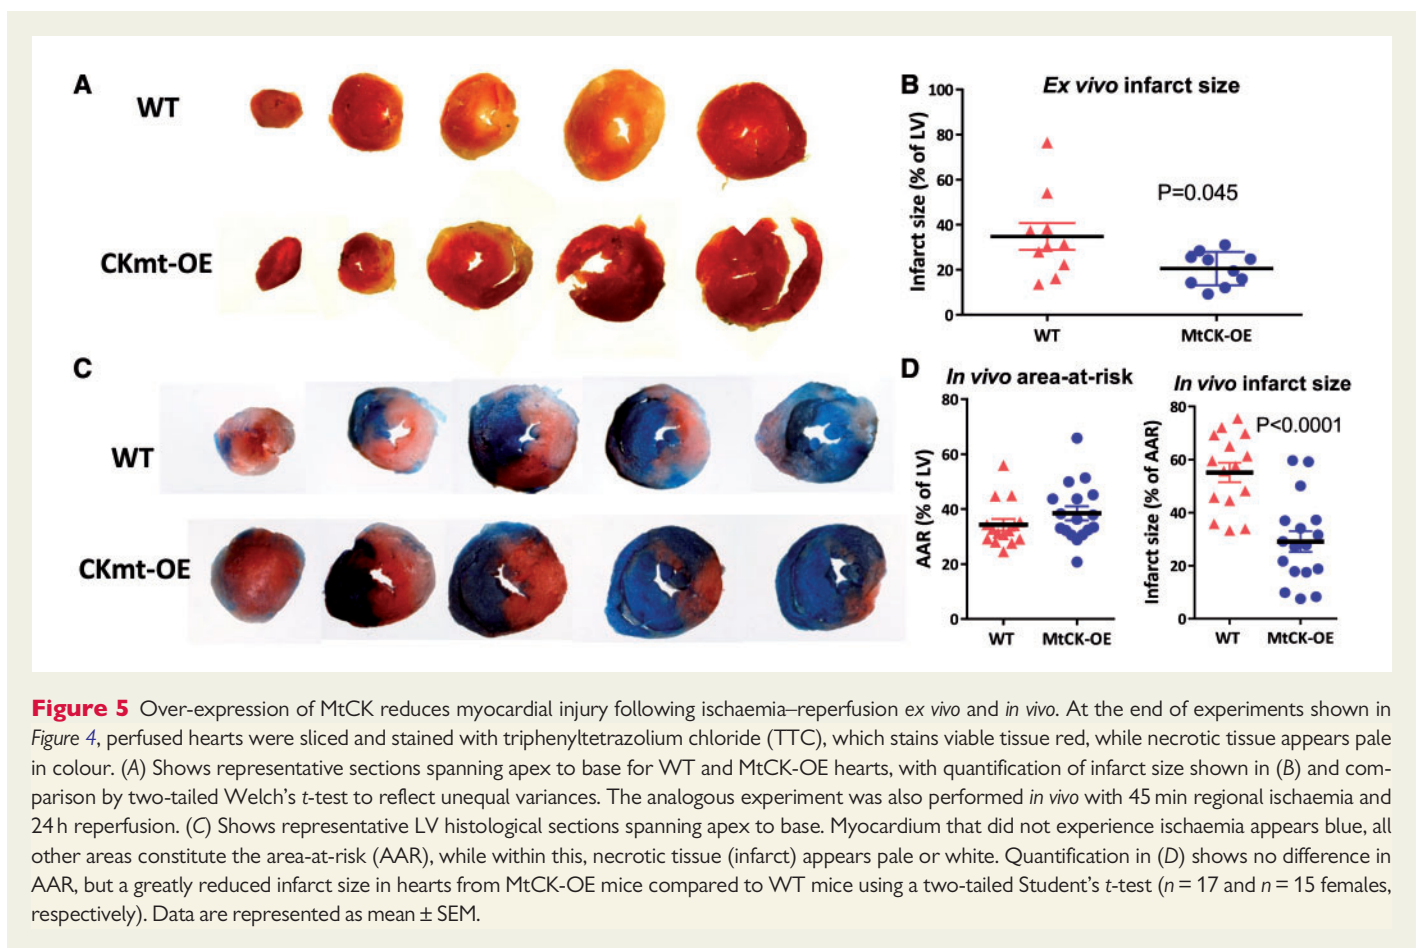 A
WT
CKmt-OE
B
Ex vivo infarct size
Infarct size (% of LV)
100
80
60
40
20
0
P=0.045
WT
MtCK-OE
C
WT
CKmt-OE
D
In vivo area-at-risk
AAR (% of LV)
80
60
40
20
0
WT
MtCK-OE
In vivo infarct size
Infarct size (% of AAR)
80
60
40
20
0
P<0.0001
WT
MtCK-OE
Figure 5 Over-expression of MtCK reduces myocardial injury following ischaemia–reperfusion ex vivo and in vivo. At the end of experiments shown in
Figure 4, perfused hearts were sliced and stained with triphenyltetrazolium chloride (TTC), which stains viable tissue red, while necrotic tissue appears pale
in colour. (A) Shows representative sections spanning apex to base for WT and MtCK-OE hearts, with quantification of infarct size shown in (B) and com-
parison by two-tailed Welch's t-test to reflect unequal variances. The analogous experiment was also performed in vivo with 45 min regional ischaemia and
24 h reperfusion. (C) Shows representative LV histological sections spanning apex to base. Myocardium that did not experience ischaemia appears blue, all
other areas constitute the area-at-risk (AAR), while within this, necrotic tissue (infarct) appears pale or white. Quantification in (D) shows no difference in
AAR, but a greatly reduced infarct size in hearts from MtCK-OE mice compared to WT mice using a two-tailed Student's t-test (n = 17 and n = 15 females,
respectively). Data are represented as mean ± SEM.